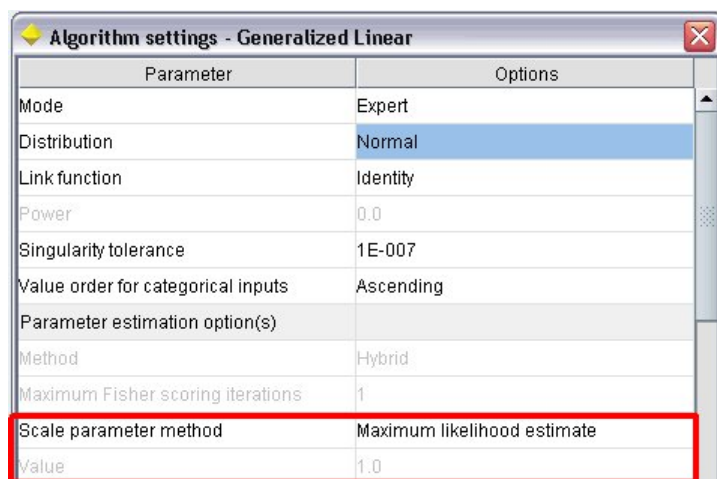 Algorithm settings - Generalized Linear
Parameter Options
Mode Expert
Distribution Normal
Link function Identity
Power 0.0
Singularity tolerance 1E-007
Value order for categorical inputs Ascending
Parameter estimation option(s)
Method Hybrid
Maximum Fisher scoring iterations 1
Scale parameter method Maximum likelihood estimate
Value 1.0